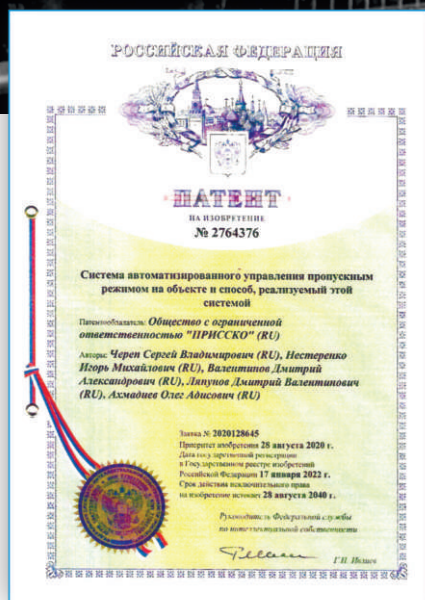 РОССИЙСКАЯ ФЕДЕРАЦИЯ
ПАТЕНТ
НА ИЗОБРЕТЕНИЕ
№ 2764376
Система автоматизированного управления пропускным
режимом на объекте и способ, реализуемый этой
системой
Патентообладатель: Общество с ограниченной
ответственностью "ПРИССКО" (RU)
Авторы: Череп Сергей Владимирович (RU), Нестеренко
Игорь Михайлович (RU), Валентинов Дмитрий
Александрович (RU), Ляпунов Дмитрий Валентинович
(RU), Ахмадиев Олег Адисович (RU)
Заявка № 2020128645
Приоритет изобретения 28 августа 2020 г.
Дата государственной регистрации
в Государственном реестре изобретений
Российской Федерации 17 января 2022 г.
Срок действия исключительного права
на изобретение истекает 28 августа 2040 г.
Руководитель Федеральной службы
по интеллектуальной собственности
Г.П. Ивлиев